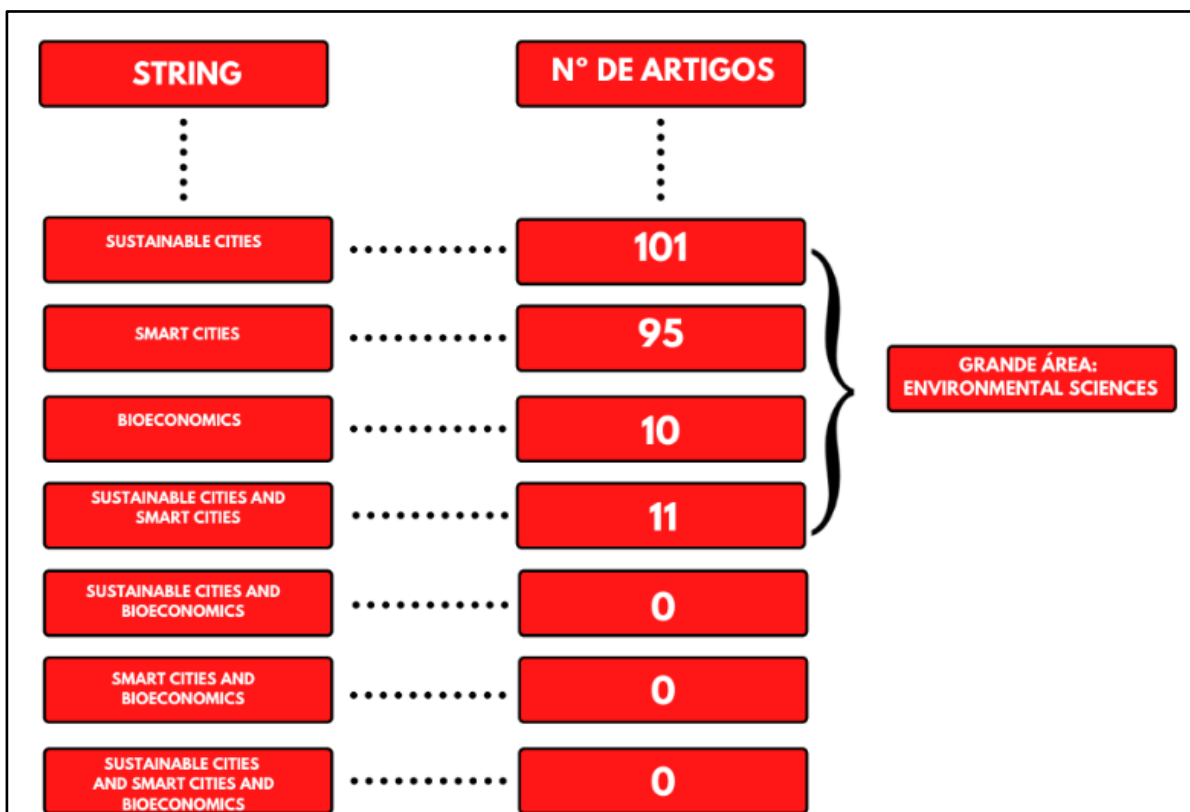 STRING
Nº DE ARTIGOS
SUSTAINABLE CITIES
101
SMART CITIES
95
GRANDE ÁREA:
ENVIRONMENTAL SCIENCES
BIOECONOMICS
10
SUSTAINABLE CITIES AND
SMART CITIES
11
SUSTAINABLE CITIES AND
BIOECONOMICS
0
SMART CITIES AND
BIOECONOMICS
0
SUSTAINABLE CITIES
AND SMART CITIES AND
BIOECONOMICS
0